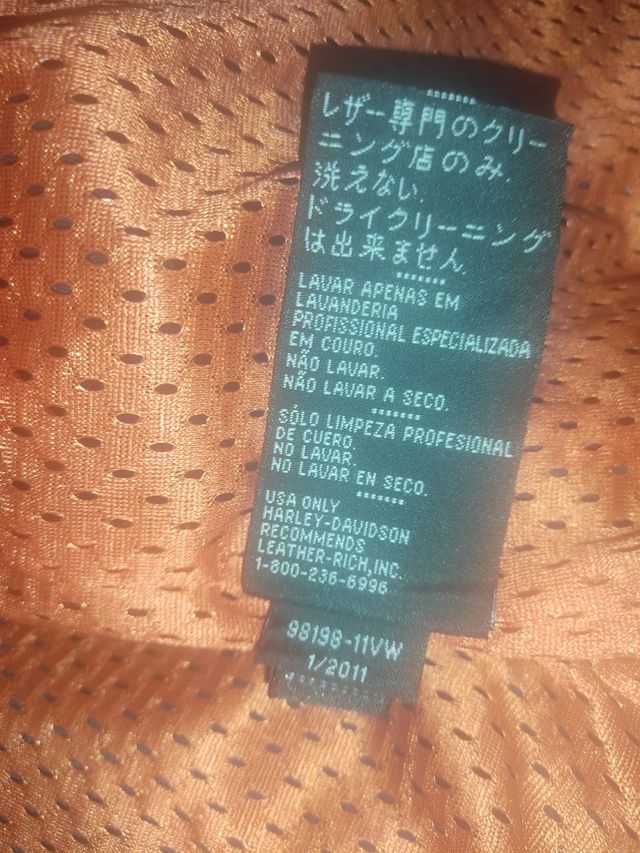 レザー専門のクリー
ニング店のみ.
洗えない.
ドライクリーニング
は出来ません.
LAVAR APENAS EM
LAVANDERIA
PROFISSIONAL ESPECIALIZADA
EM COURO.
NÃO LAVAR.
NÃO LAVAR A SECO.
SÓLO LIMPEZA PROFESIONAL
DE CUERO.
NO LAVAR.
NO LAVAR EN SECO.
USA ONLY
HARLEY-DAVIDSON
RECOMMENDS
LEATHER-RICH,INC.
1-800-236-6996
98198-11VW
1/2011